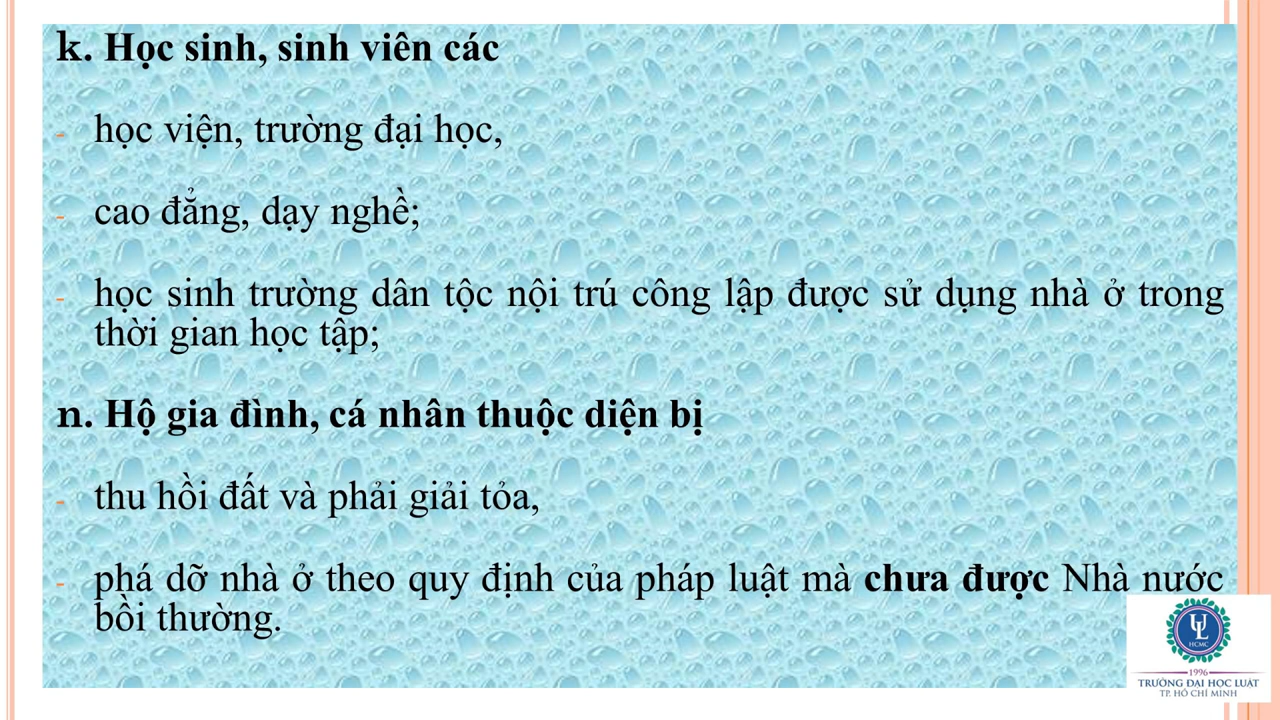 k. Học sinh, sinh viên các
- học viện, trường đại học,
- cao đẳng, dạy nghề;
- học sinh trường dân tộc nội trú công lập được sử dụng nhà ở trong
thời gian học tập;
n. Hộ gia đình, cá nhân thuộc diện bị
- thu hồi đất và phải giải tỏa,
- phá dỡ nhà ở theo quy định của pháp luật mà chưa được Nhà nước
bồi thường.
UL
HCMC
1996
TRƯỜNG ĐẠI HỌC LUẬT
TP. HỒ CHÍ MINH